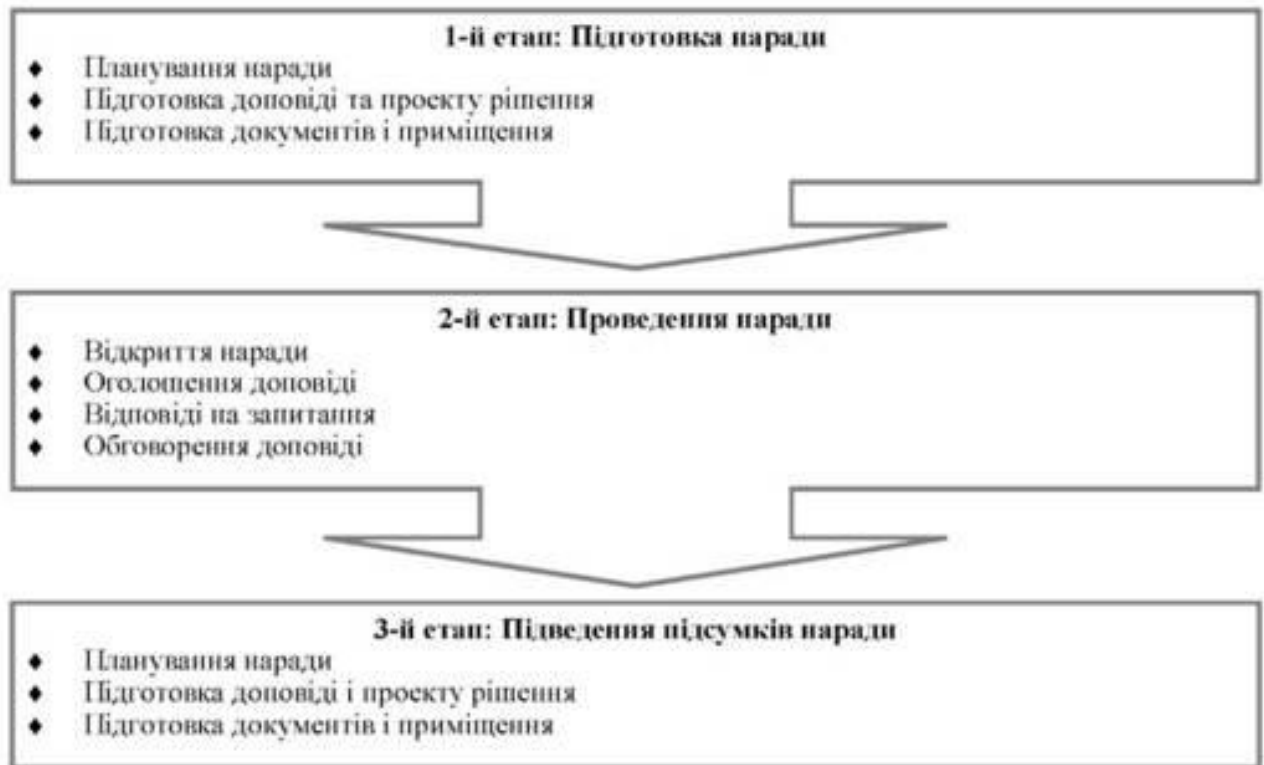 1-й етап: Підготовка наради
♦ Планування наради
♦ Підготовка доповіді та проекту рішення
♦ Підготовка документів і приміщення
2-й етап: Проведення наради
♦ Відкриття наради
♦ Оголошення доповіді
♦ Відповіді на запитання
♦ Обговорення доповіді
3-й етап: Підведення підсумків наради
♦ Планування наради
♦ Підготовка доповіді і проекту рішення
♦ Підготовка документів і приміщення